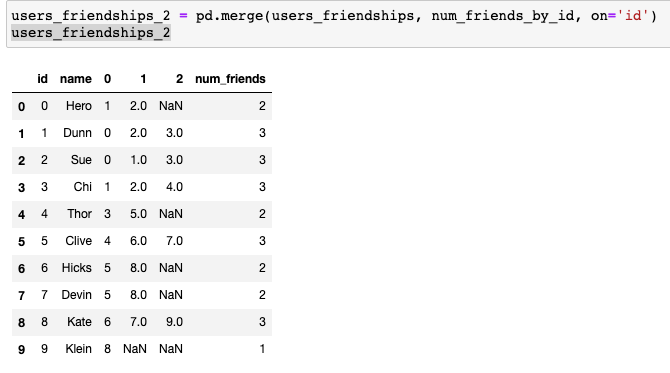 users_friendships_2 = pd.merge(users_friendships, num_friends_by_id, on='id')
users_friendships_2
id name 0 1 2 num_friends
0 0 Hero 1 2.0 NaN 2
1 1 Dunn 0 2.0 3.0 3
2 2 Sue 0 1.0 3.0 3
3 3 Chi 1 2.0 4.0 3
4 4 Thor 3 5.0 NaN 2
5 5 Clive 4 6.0 7.0 3
6 6 Hicks 5 8.0 NaN 2
7 7 Devin 5 8.0 NaN 2
8 8 Kate 6 7.0 9.0 3
9 9 Klein 8 NaN NaN 1